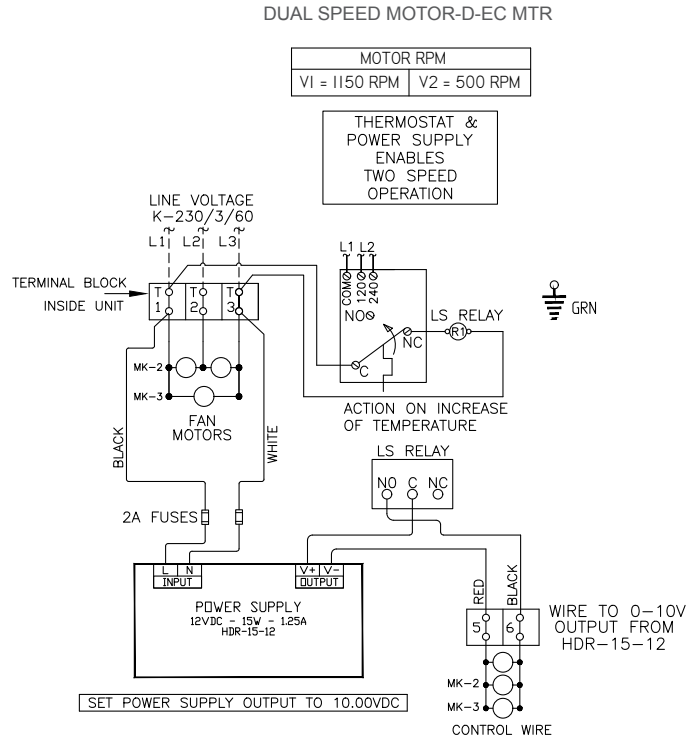 DUAL SPEED MOTOR-D-EC MTR
MOTOR RPM
V1 = 1150 RPM V2 = 500 RPM
THERMOSTAT &
POWER SUPPLY
ENABLES
TWO SPEED
OPERATION
LINE VOLTAGE
K-230/3/60
L1 L2 L3
TERMINAL BLOCK
INSIDE UNIT
T T T
1 2 3
L1 L2
COM
120
240
NO
NC
C
LS RELAY
R1
GRN
MK-2
MK-3
FAN
MOTORS
ACTION ON INCREASE
OF TEMPERATURE
BLACK
WHITE
LS RELAY
NO C NC
2A FUSES
L N
INPUT
V+ V-
OUTPUT
POWER SUPPLY
12VDC - 15W - 1.25A
HDR-15-12
RED
BLACK
5 6
WIRE TO 0-10V
OUTPUT FROM
HDR-15-12
MK-2
MK-3
CONTROL WIRE
SET POWER SUPPLY OUTPUT TO 10.00VDC